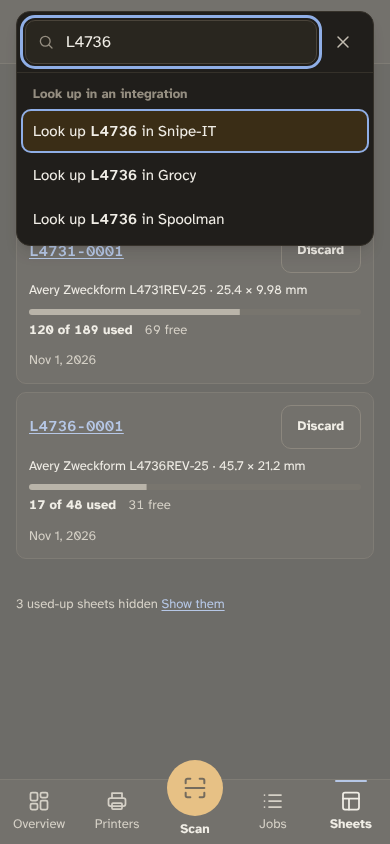 L4736
Look up in an integration
Look up L4736 in Snipe-IT
Look up L4736 in Grocy
Look up L4736 in Spoolman
L4731-0001
Discard
Avery Zweckform L4731REV-25 · 25.4 × 9.98 mm
120 of 189 used 69 free
Nov 1, 2026
L4736-0001
Discard
Avery Zweckform L4736REV-25 · 45.7 × 21.2 mm
17 of 48 used 31 free
Nov 1, 2026
3 used-up sheets hidden Show them
Overview
Printers
Scan
Jobs
Sheets